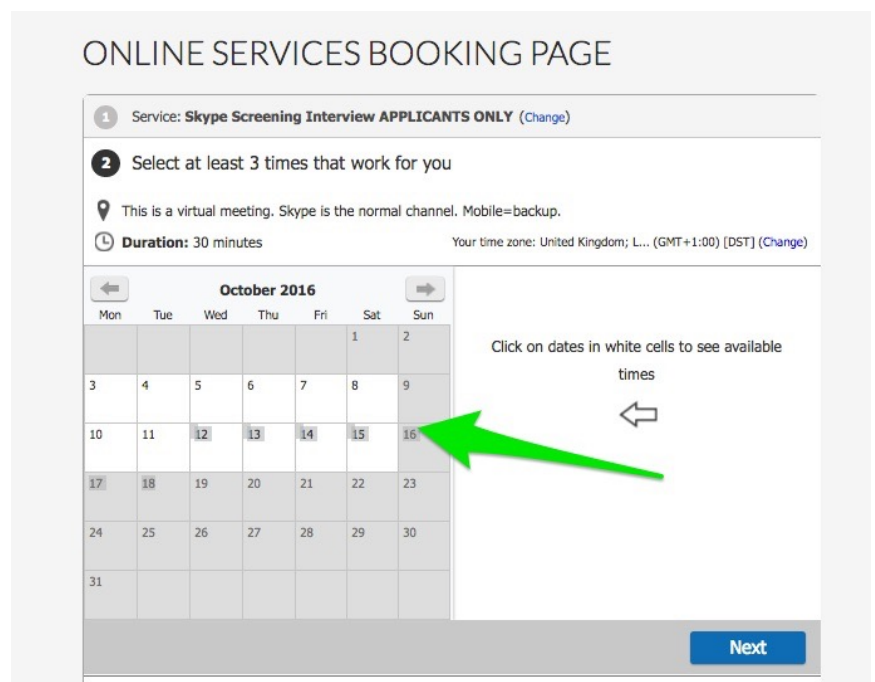 ONLINE SERVICES BOOKING PAGE
1 Service: Skype Screening Interview APPLICANTS ONLY (Change)
2 Select at least 3 times that work for you
This is a virtual meeting. Skype is the normal channel. Mobile=backup.
Duration: 30 minutes Your time zone: United Kingdom; L... (GMT+1:00) [DST] (Change)
October 2016
Mon Tue Wed Thu Fri Sat Sun
1 2
3 4 5 6 7 8 9
10 11 12 13 14 15 16
17 18 19 20 21 22 23
24 25 26 27 28 29 30
31
Click on dates in white cells to see available
times
Next